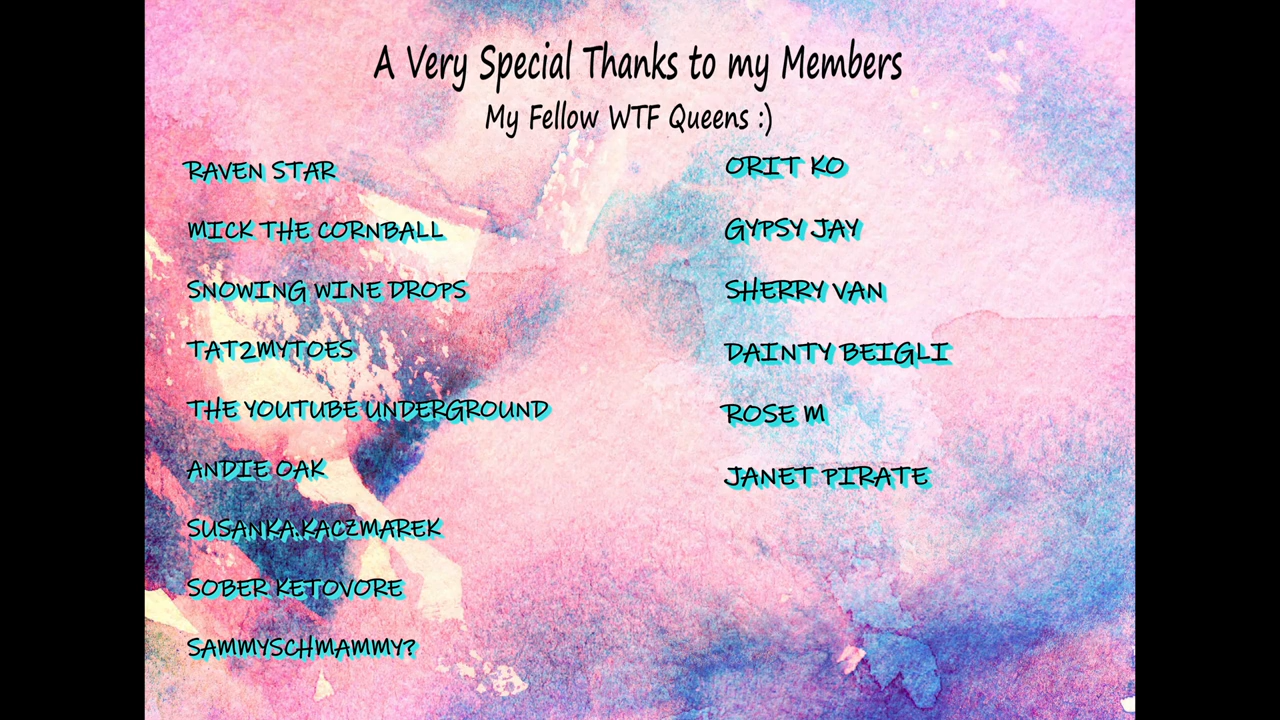 A Very Special Thanks to my Members
My Fellow WTF Queens :)
RAVEN STAR
MICK THE CORNBALL
SNOWING WINE DROPS
TAT2MYTOES
THE YOUTUBE UNDERGROUND
ANDIE OAK
SUSANKA.KACZMAREK
SOBER KETOVORE
SAMMYSCHMAMMY?
ORIT KO
GYPSY JAY
SHERRY VAN
DAINTY BEIGLI
ROSE M
JANET PIRATE